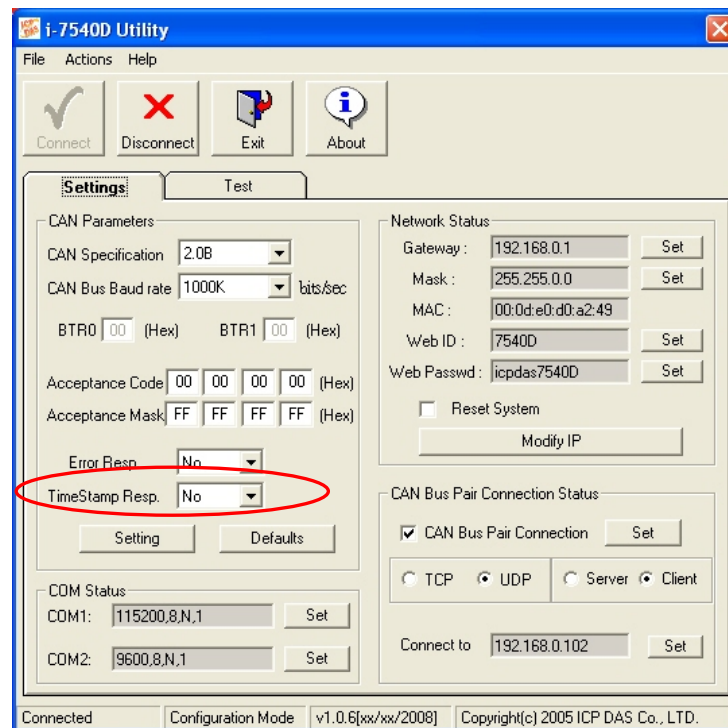 i-7540D Utility
File Actions Help
Connect Disconnect Exit About
Settings Test
CAN Parameters
CAN Specification 2.0B
CAN Bus Baud rate 1000K bits/sec
BTR0 00 (Hex) BTR1 00 (Hex)
Acceptance Code 00 00 00 00 (Hex)
Acceptance Mask FF FF FF FF (Hex)
Error Resp. No
TimeStamp Resp. No
Setting Defaults
COM Status
COM1: 115200,8,N,1 Set
COM2: 9600,8,N,1 Set
Network Status
Gateway : 192.168.0.1 Set
Mask : 255.255.0.0 Set
MAC : 00:0d:e0:d0:a2:49
Web ID : 7540D Set
Web Passwd : icpdas7540D Set
Reset System
Modify IP
CAN Bus Pair Connection Status
CAN Bus Pair Connection Set
TCP UDP Server Client
Connect to 192.168.0.102 Set
Connected Configuration Mode v1.0.6[xx/xx/2008] Copyright(c) 2005 ICP DAS Co., LTD.